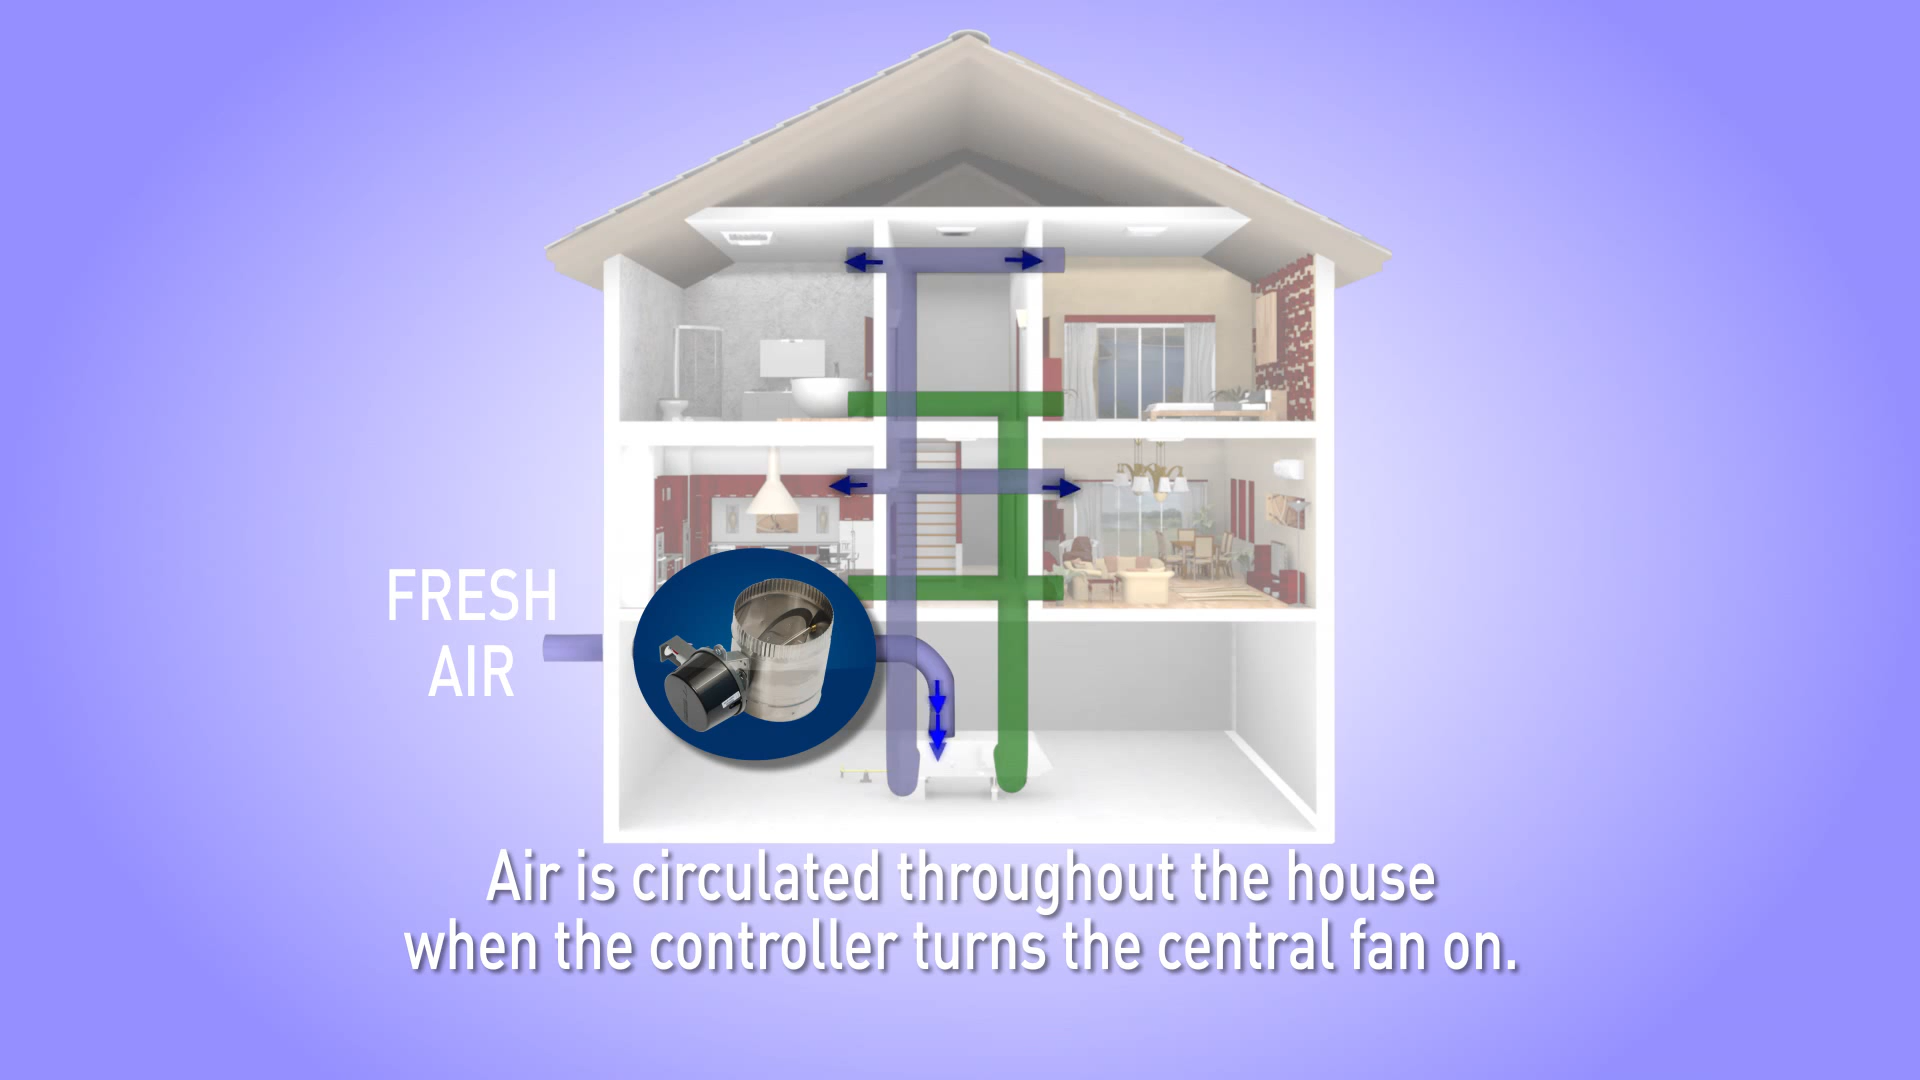 FRESH
AIR
Air is circulated throughout the house
when the controller turns the central fan on.